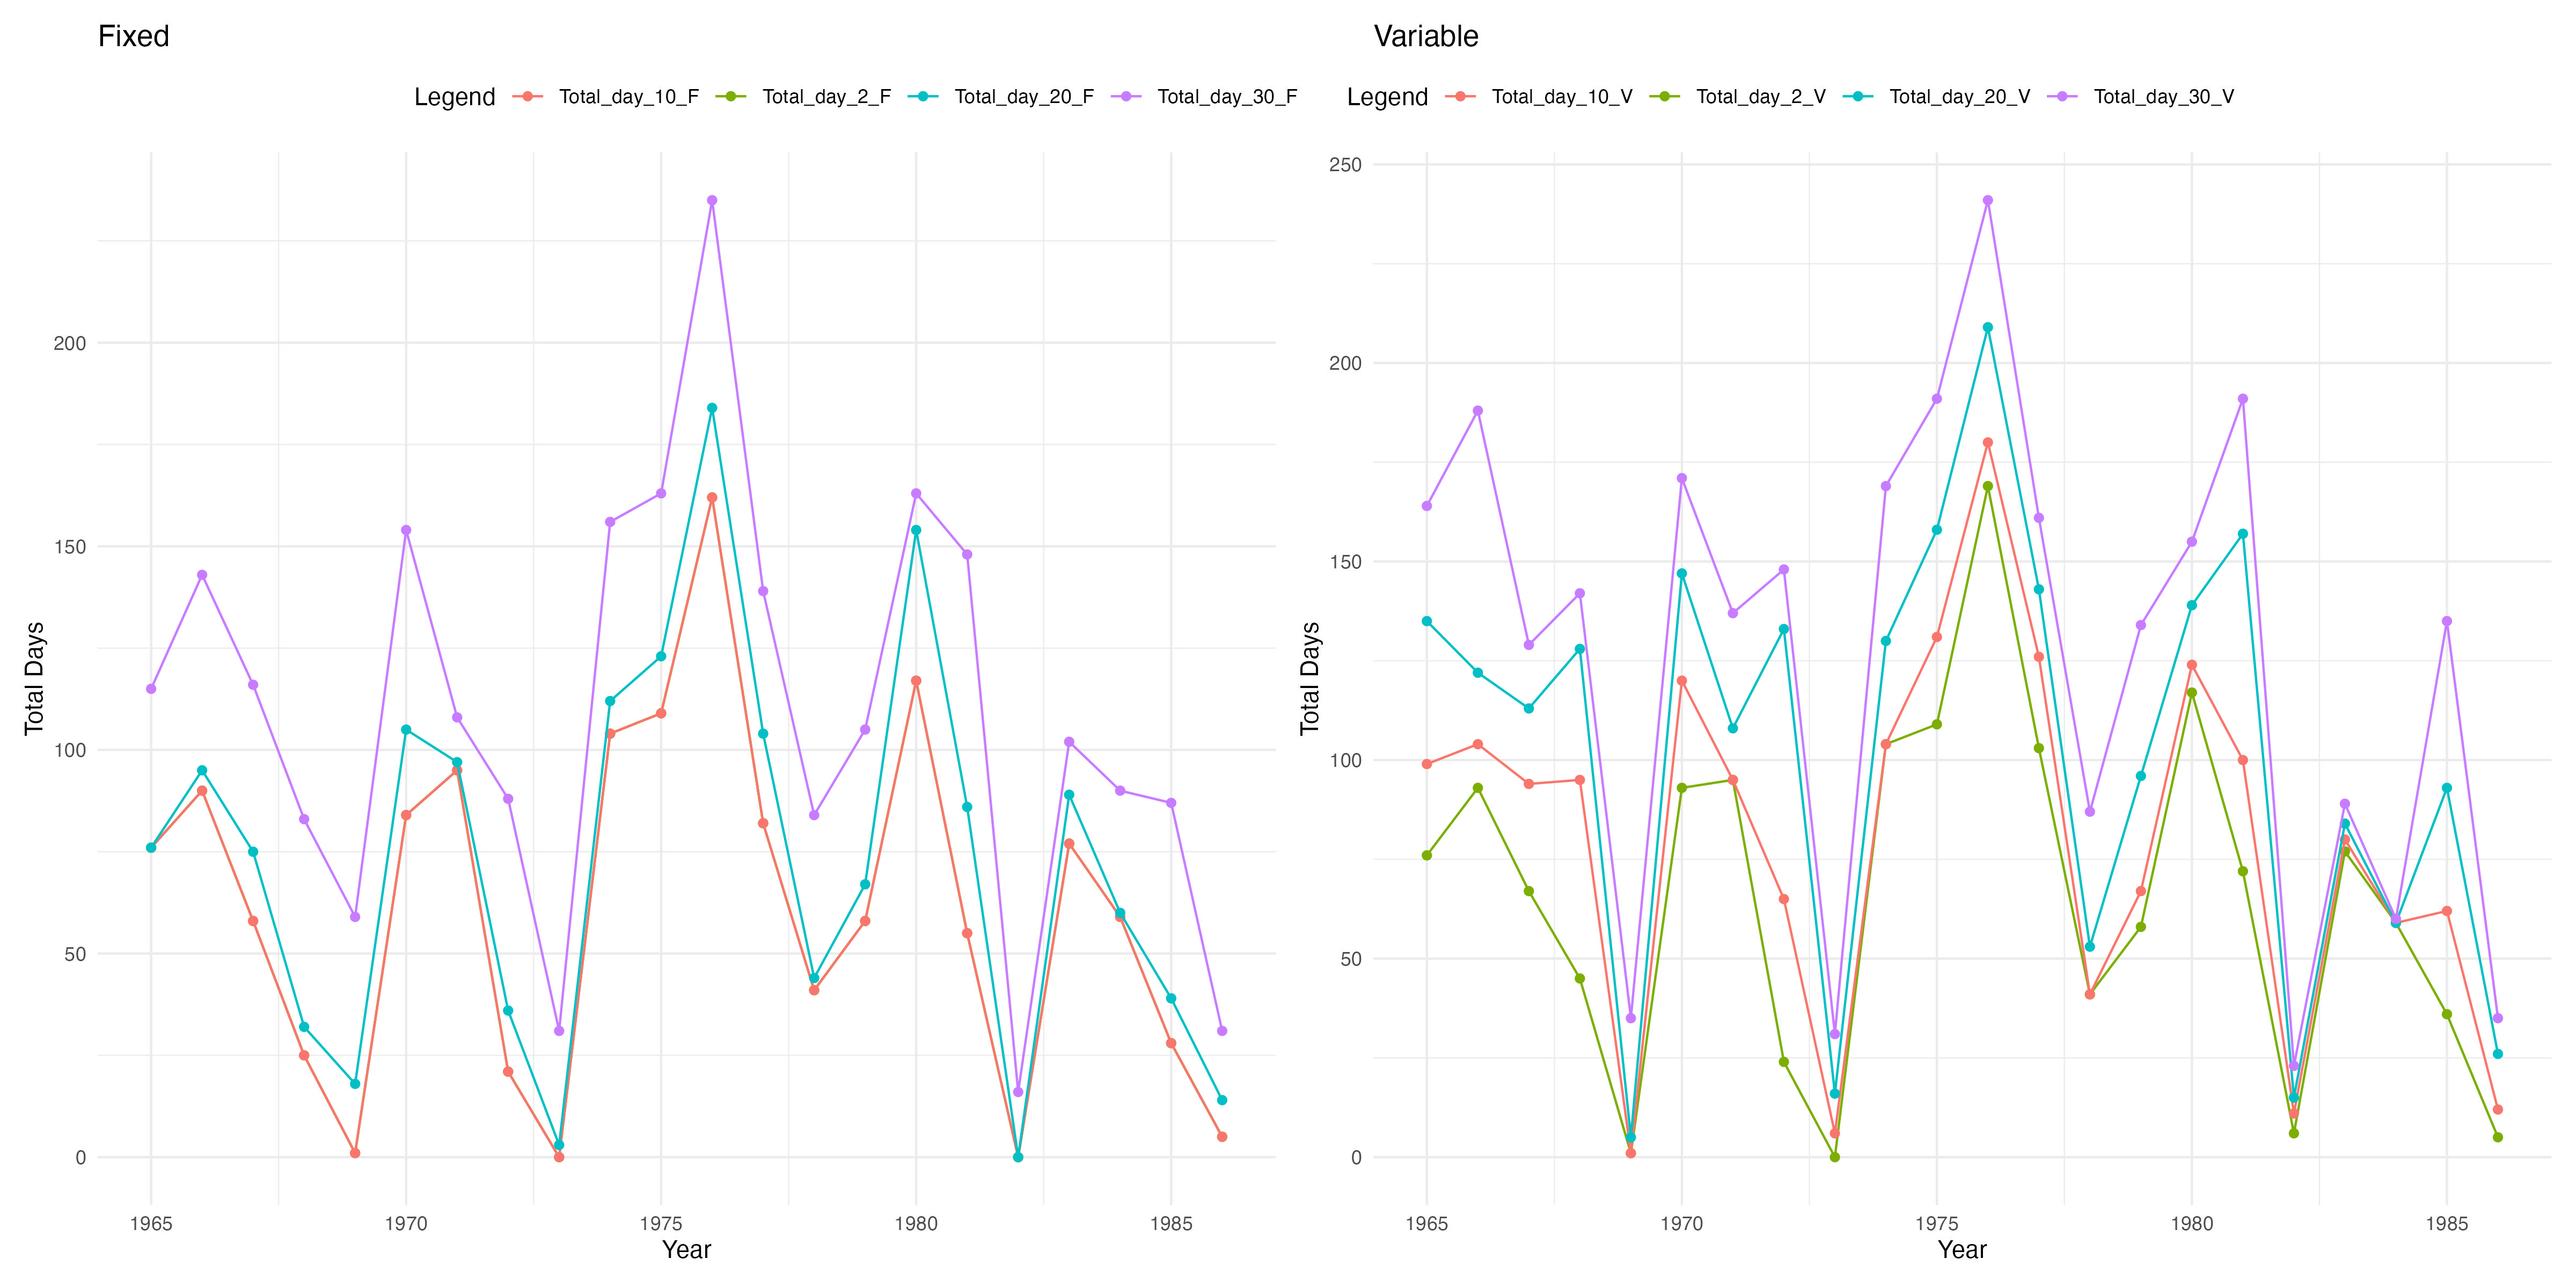 Fixed
Legend Total_day_10_F Total_day_2_F Total_day_20_F Total_day_30_F
Total Days
200
150
100
50
0
1965 1970 1975 1980 1985
Year
Variable
Legend Total_day_10_V Total_day_2_V Total_day_20_V Total_day_30_V
Total Days
250
200
150
100
50
0
1965 1970 1975 1980 1985
Year